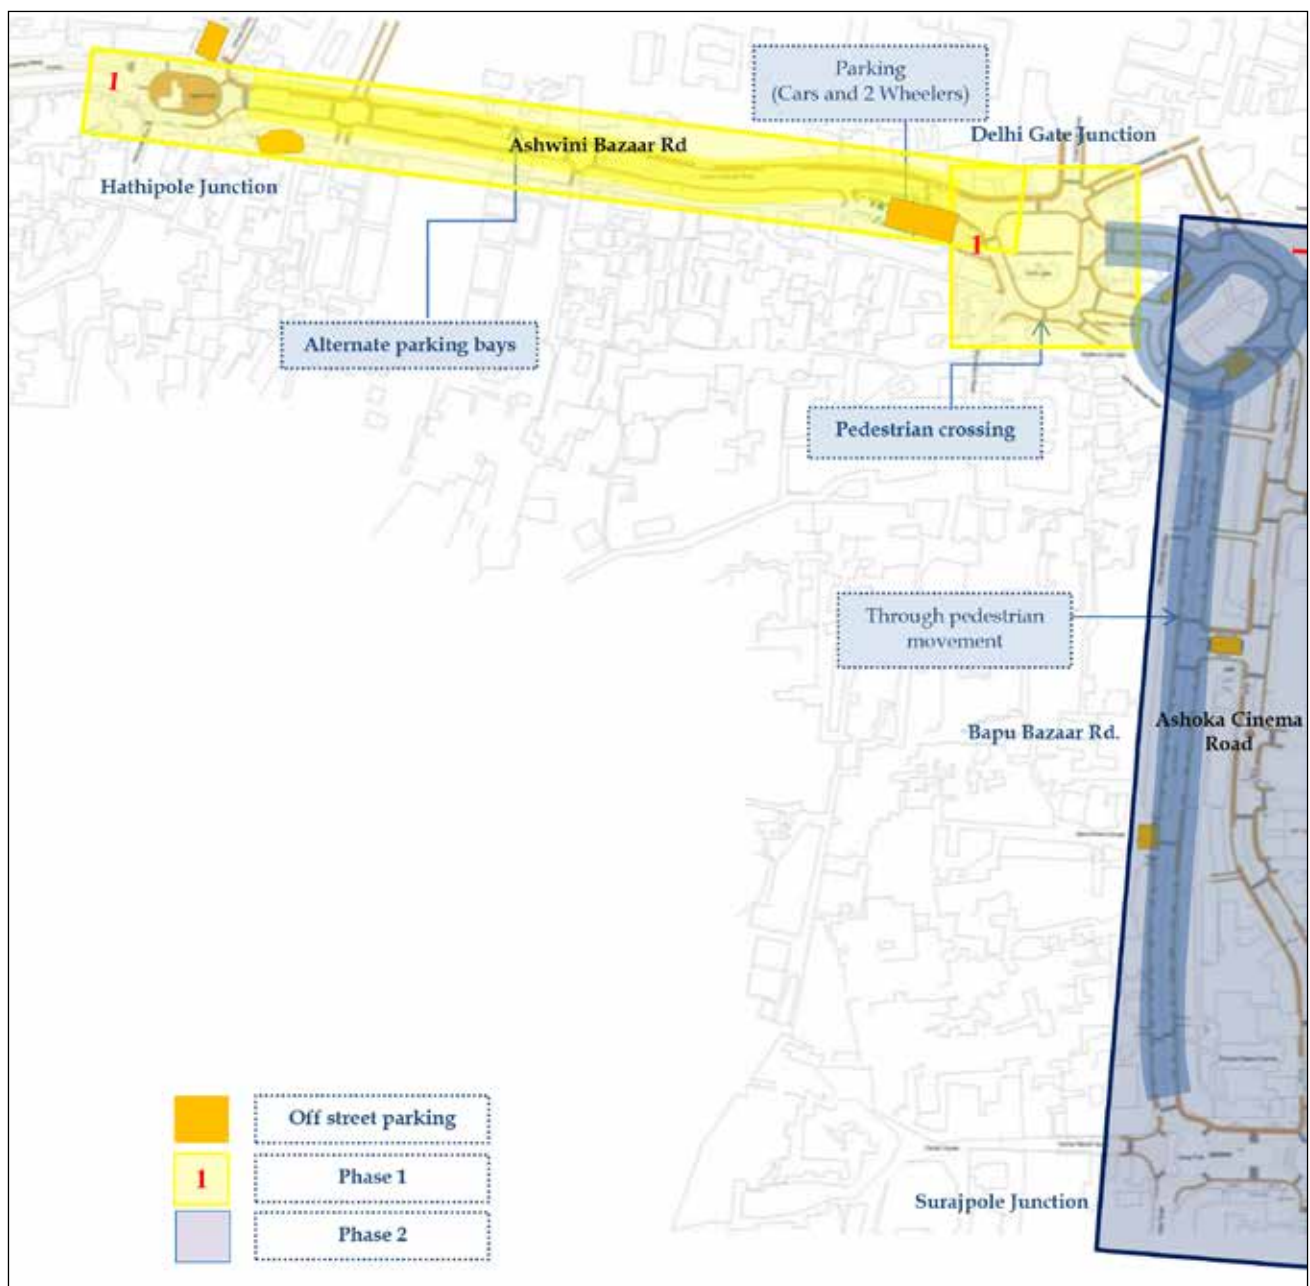 Parking
(Cars and 2 Wheelers)
1
Delhi Gate Junction
Ashwini Bazaar Rd
Hathipole Junction
1
Alternate parking bays
Pedestrian crossing
Through pedestrian
movement
Bapu Bazaar Rd.
Ashoka Cinema
Road
Off street parking
1
Phase 1
Phase 2
Surajpole Junction